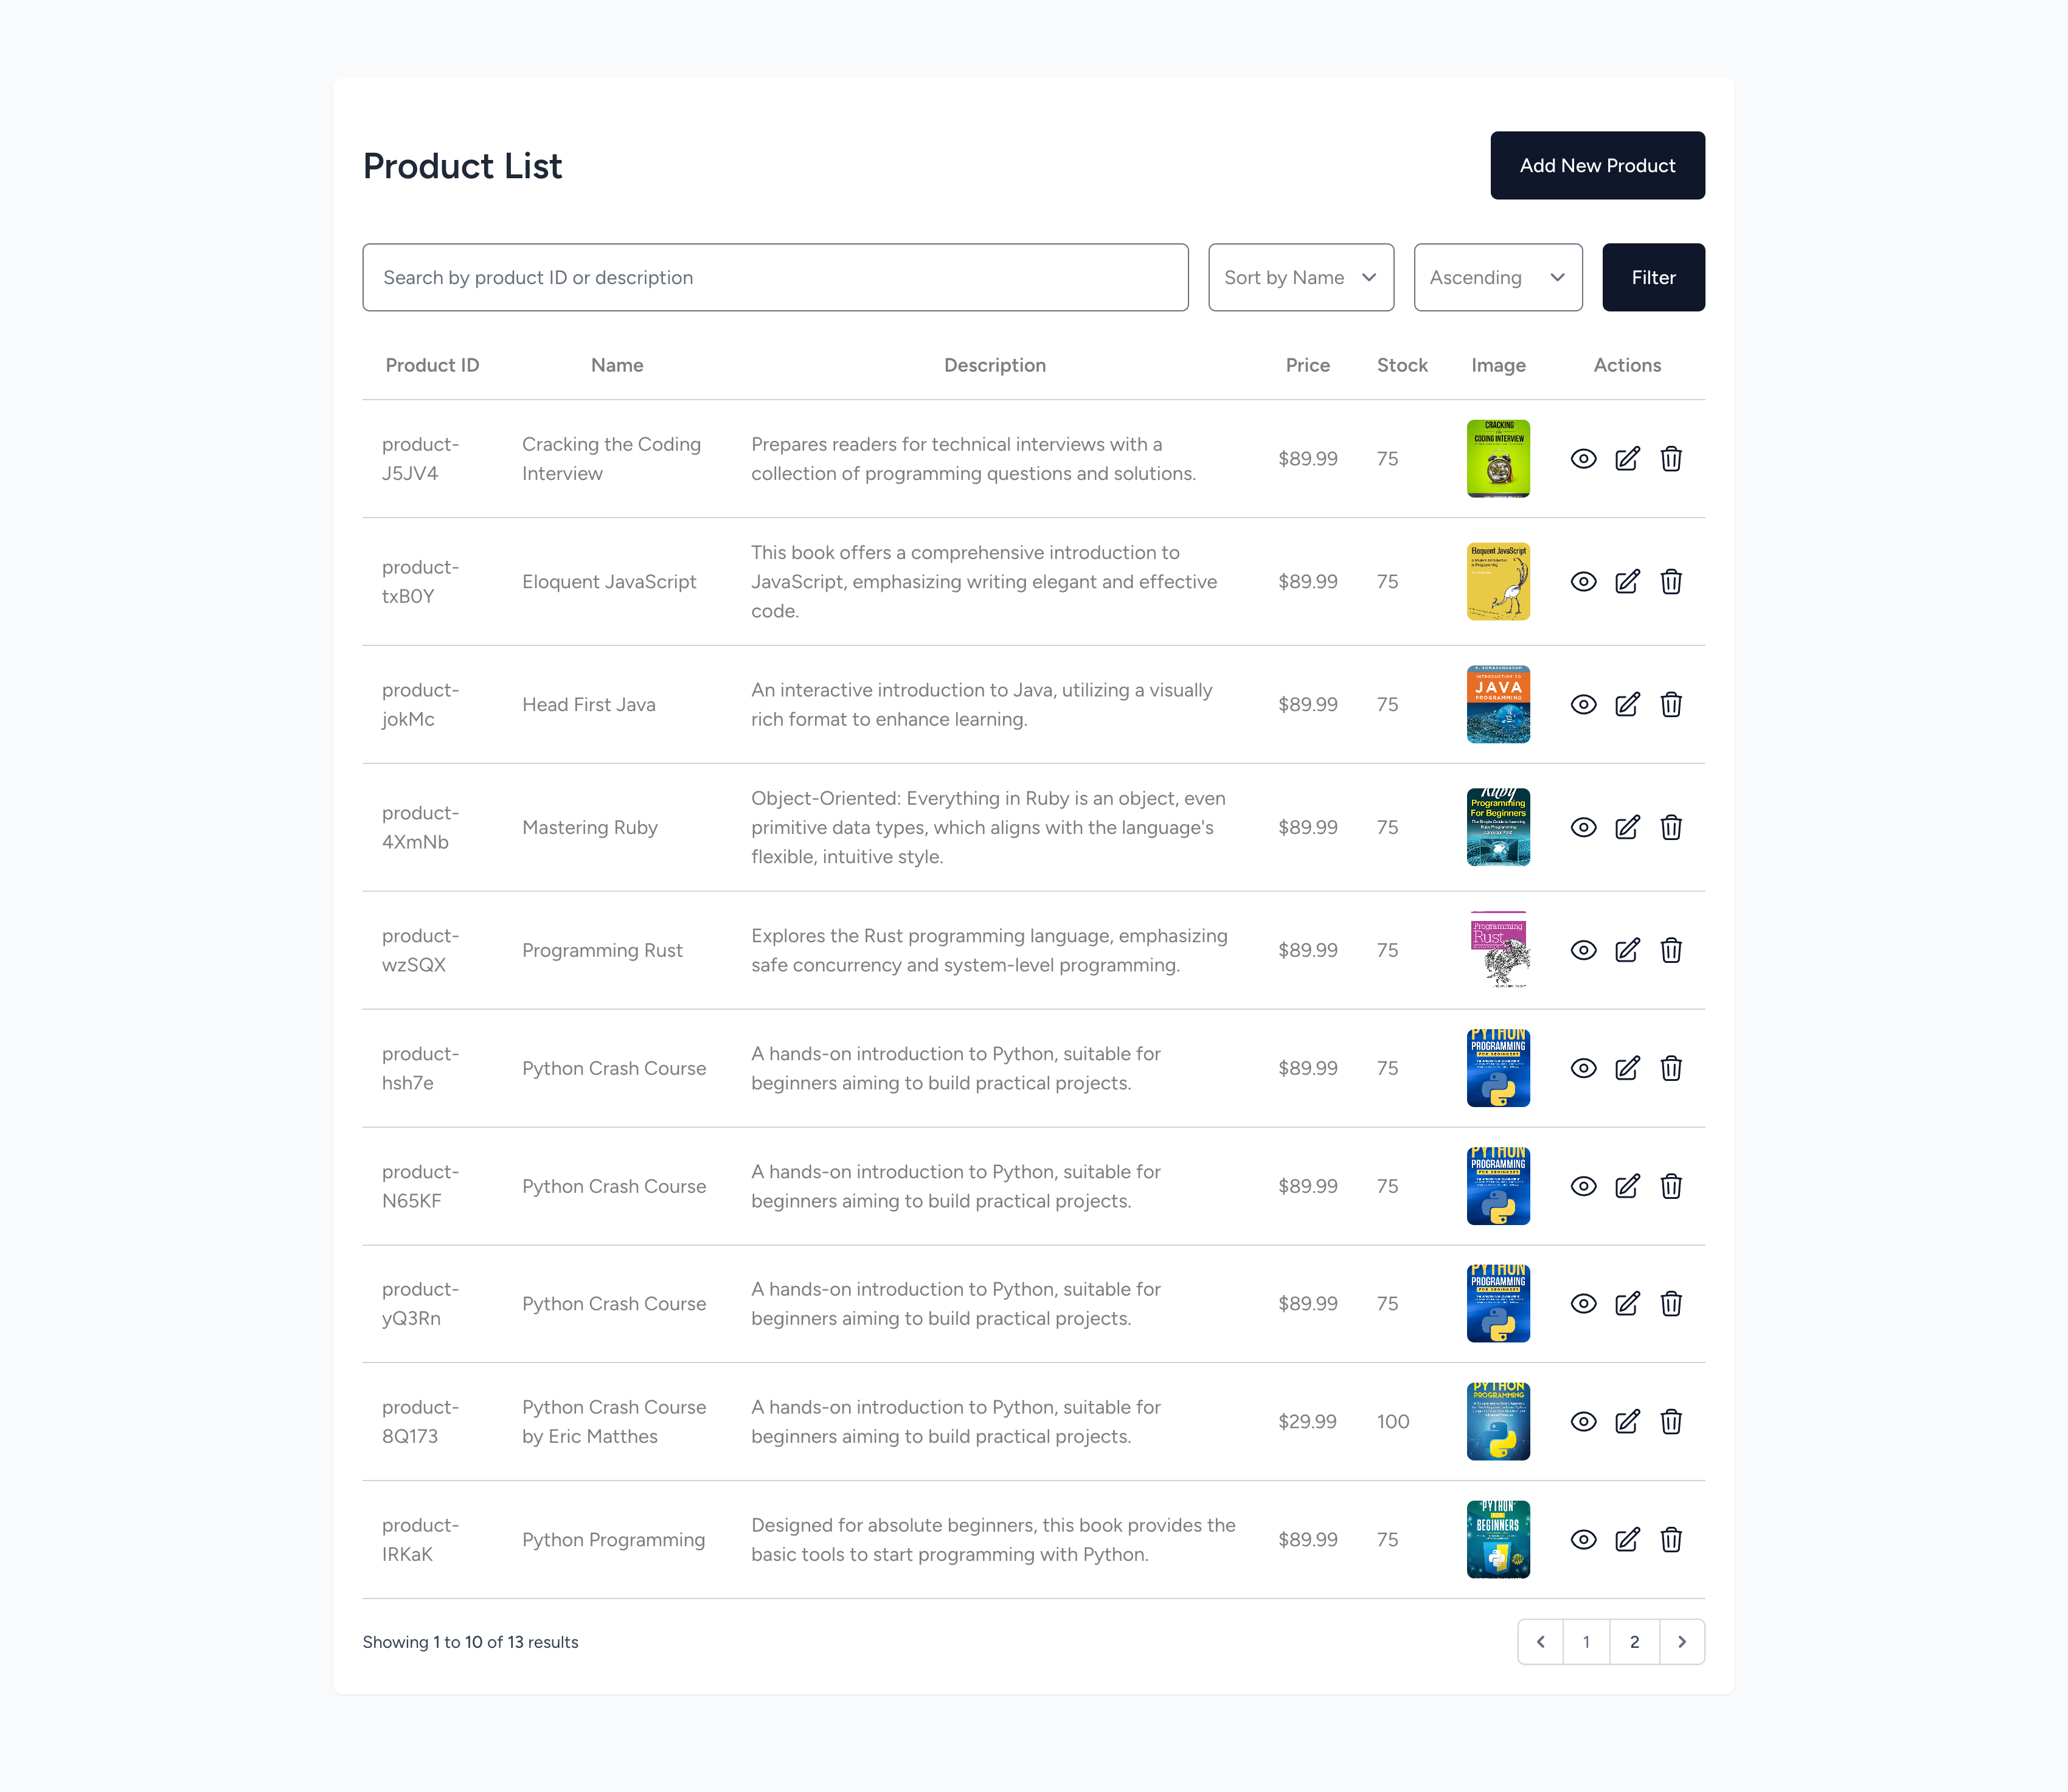 Product List
Add New Product
Search by product ID or description
Sort by Name
Ascending
Filter
Product ID Name Description Price Stock Image Actions
product-
J5JV4
Cracking the Coding
Interview
Prepares readers for technical interviews with a
collection of programming questions and solutions.
$89.99
75
CRACKING
the
CODING INTERVIEW
product-
txB0Y
Eloquent JavaScript
This book offers a comprehensive introduction to
JavaScript, emphasizing writing elegant and effective
code.
$89.99
75
Eloquent JavaScript
product-
jokMc
Head First Java
An interactive introduction to Java, utilizing a visually
rich format to enhance learning.
$89.99
75
INTRODUCTION TO
JAVA
PROGRAMMING
product-
4XmNb
Mastering Ruby
Object-Oriented: Everything in Ruby is an object, even
primitive data types, which aligns with the language's
flexible, intuitive style.
$89.99
75
Ruby
Programming
For Beginners
product-
wzSQX
Programming Rust
Explores the Rust programming language, emphasizing
safe concurrency and system-level programming.
$89.99
75
Programming
Rust
product-
hsh7e
Python Crash Course
A hands-on introduction to Python, suitable for
beginners aiming to build practical projects.
$89.99
75
PYTHON
PROGRAMMING
FOR BEGINNERS
product-
N65KF
Python Crash Course
A hands-on introduction to Python, suitable for
beginners aiming to build practical projects.
$89.99
75
PYTHON
PROGRAMMING
FOR BEGINNERS
product-
yQ3Rn
Python Crash Course
A hands-on introduction to Python, suitable for
beginners aiming to build practical projects.
$89.99
75
PYTHON
PROGRAMMING
FOR BEGINNERS
product-
8Q173
Python Crash Course
by Eric Matthes
A hands-on introduction to Python, suitable for
beginners aiming to build practical projects.
$29.99
100
PYTHON
PROGRAMMING
product-
IRKaK
Python Programming
Designed for absolute beginners, this book provides the
basic tools to start programming with Python.
$89.99
75
PYTHON
BEGINNERS
Showing 1 to 10 of 13 results
1 2